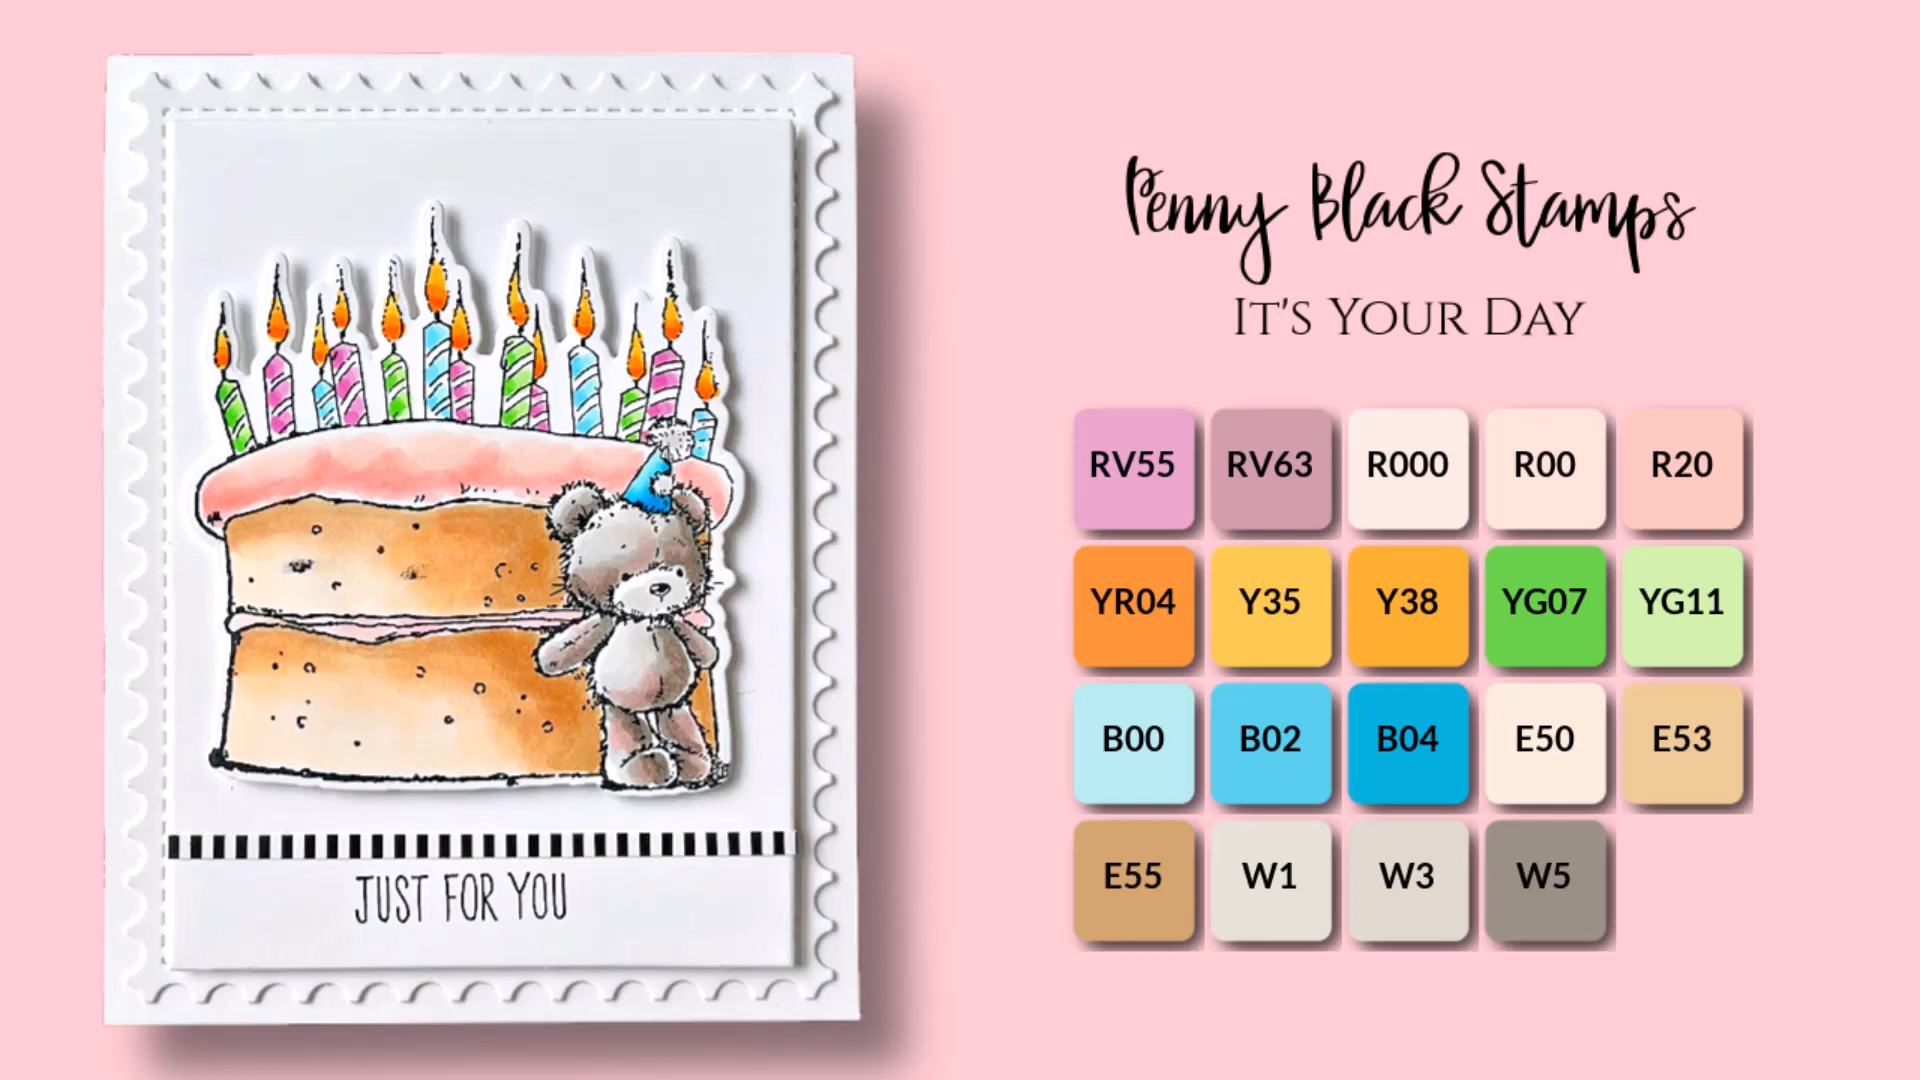 Penny Black Stamps
IT'S YOUR DAY
RV55 RV63 R000 R00 R20
YR04 Y35 Y38 YG07 YG11
B00 B02 B04 E50 E53
E55 W1 W3 W5
JUST FOR YOU